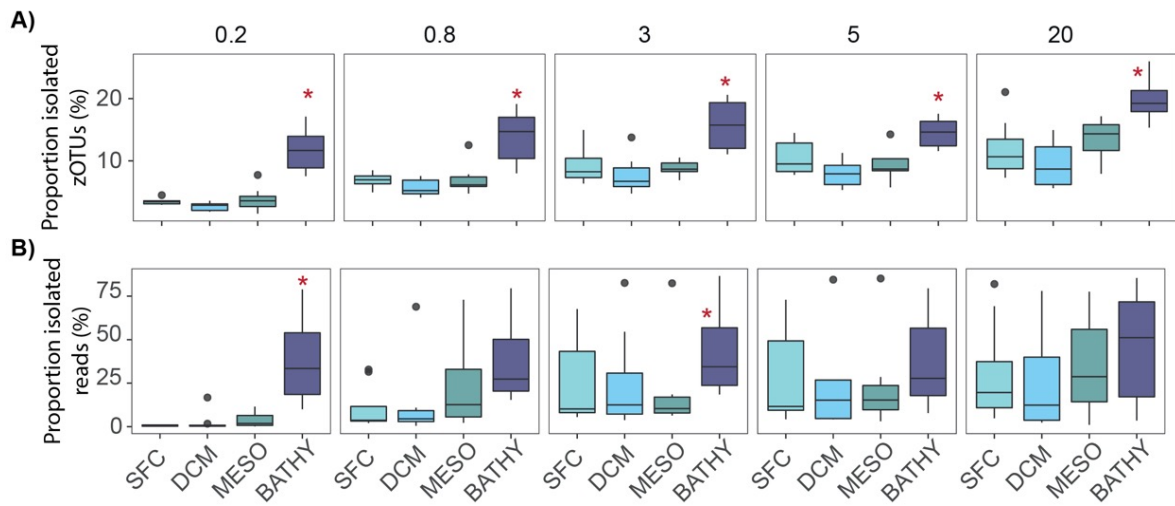 A)
0.2 0.8 3 5 20
Proportion isolated
zOTUs (%)
20
10
* * * * *
B)
Proportion isolated
reads (%)
75
50
25
0
* *
SFC DCM MESO BATHY SFC DCM MESO BATHY SFC DCM MESO BATHY SFC DCM MESO BATHY SFC DCM MESO BATHY